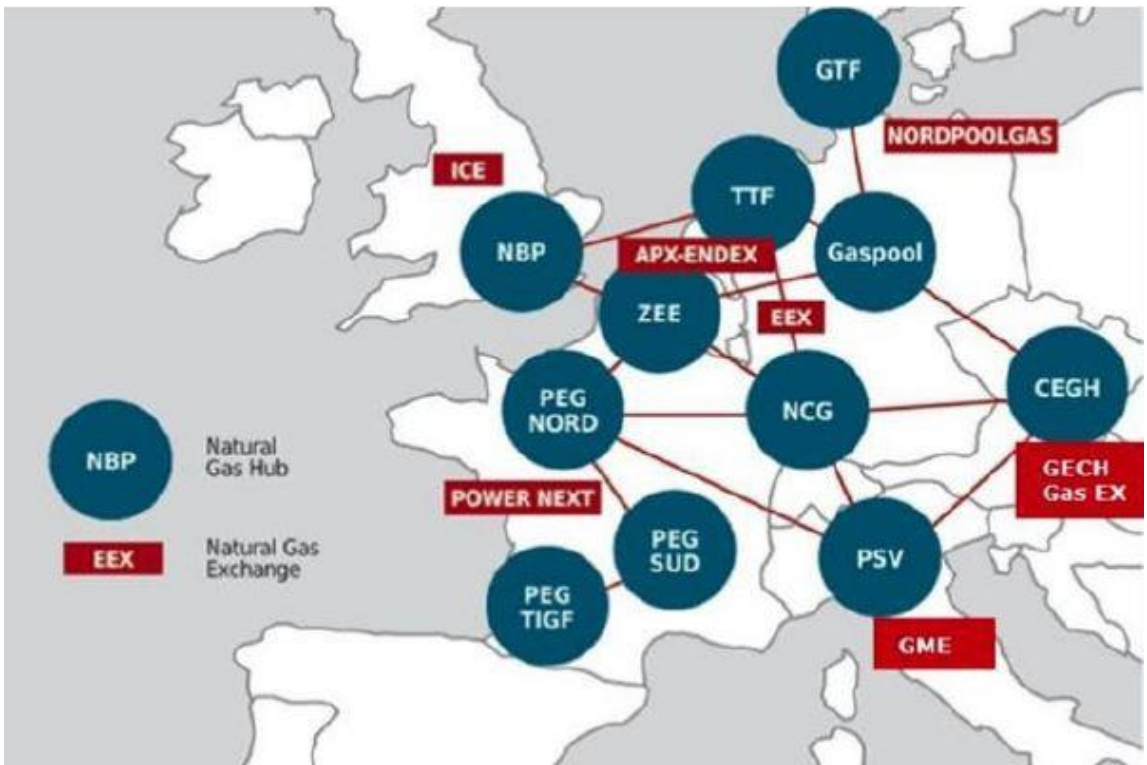 GTF
NORDPOOLGAS
ICE
TTF
NBP
APX-ENDEX
Gaspool
ZEE
EEX
PEG
NORD
NCG
CEGH
NBP
Natural
Gas Hub
GECH
Gas EX
POWER NEXT
EEX
Natural Gas
Exchange
PEG
SUD
PSV
PEG
TIGF
GME